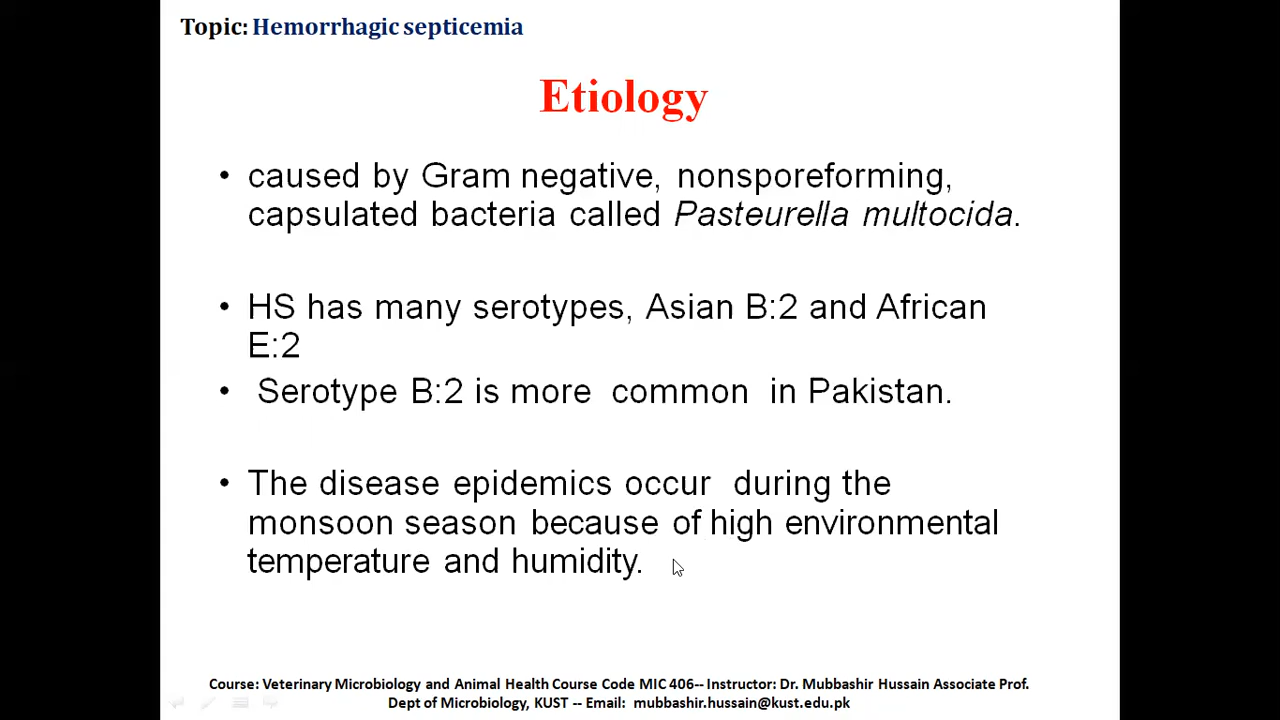 Topic: Hemorrhagic septicemia
Etiology
• caused by Gram negative, nonsporeforming,
capsulated bacteria called Pasteurella multocida.
• HS has many serotypes, Asian B:2 and African
E:2
• Serotype B:2 is more common in Pakistan.
• The disease epidemics occur during the
monsoon season because of high environmental
temperature and humidity.
Course: Veterinary Microbiology and Animal Health Course Code MIC 406-- Instructor: Dr. Mubbashir Hussain Associate Prof.
Dept of Microbiology, KUST -- Email: mubbashir.hussain@kust.edu.pk